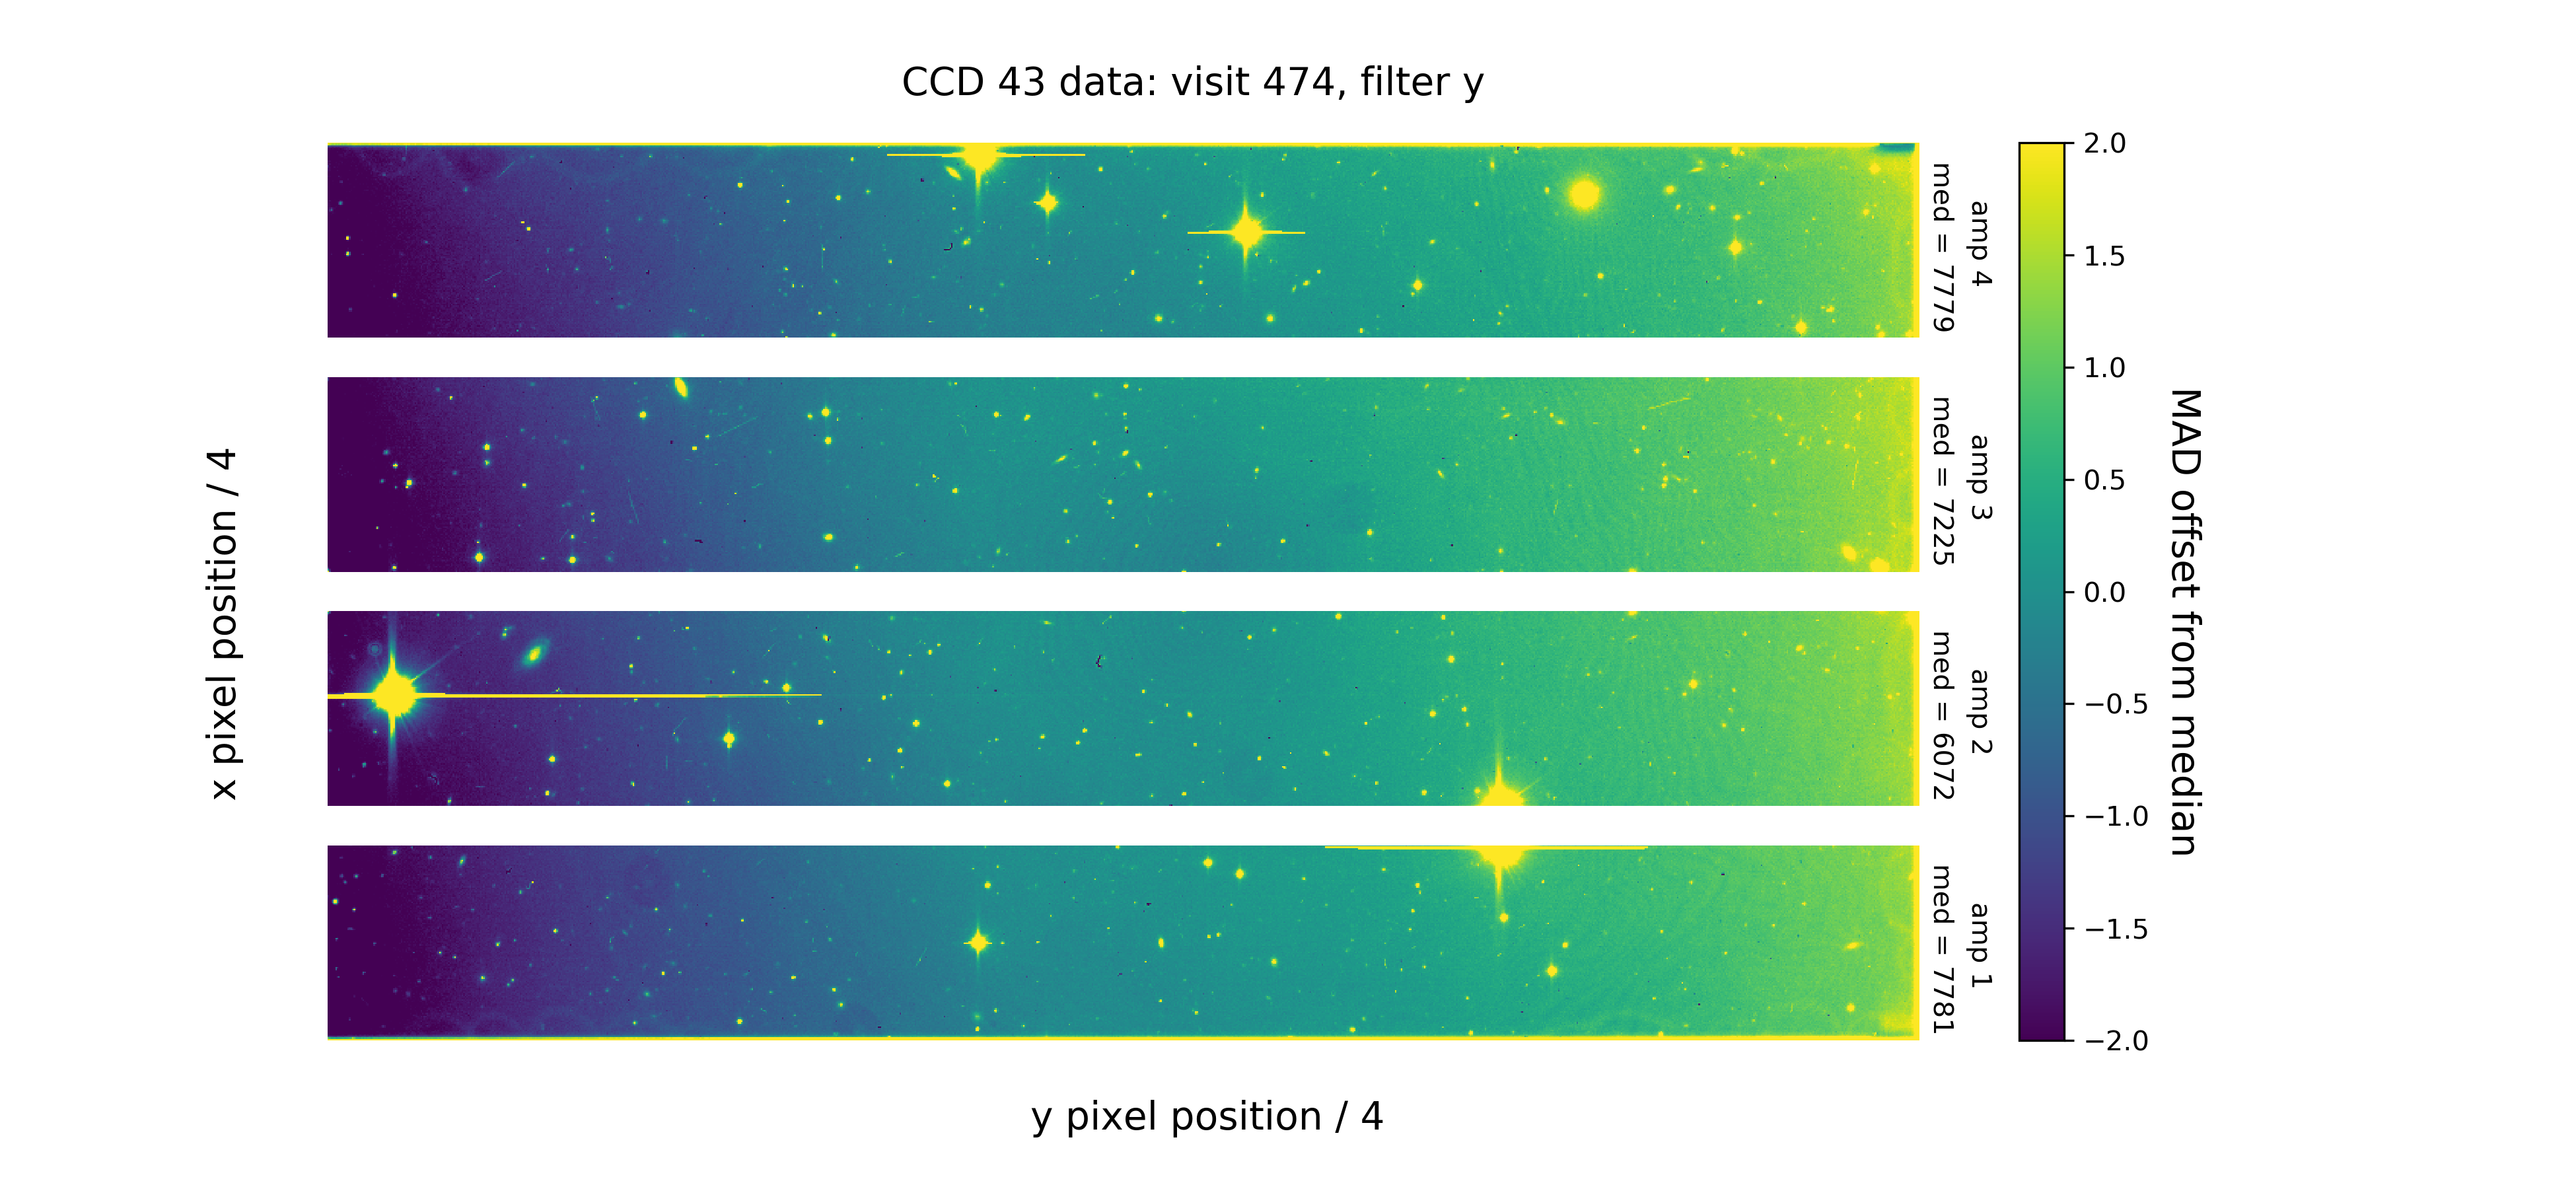 CCD 43 data: visit 474, filter y
x pixel position / 4
amp 4
med = 7779
amp 3
med = 7225
amp 2
med = 6072
amp 1
med = 7781
y pixel position / 4
2.0
1.5
1.0
0.5
0.0
−0.5
−1.0
−1.5
−2.0
MAD offset from median